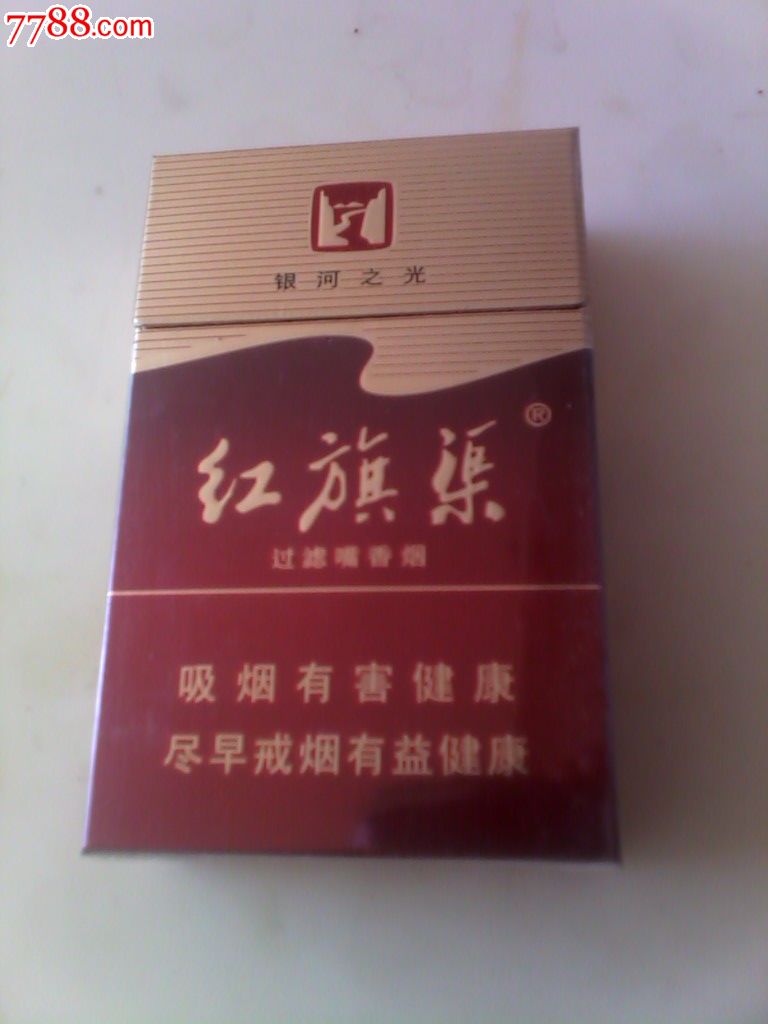 7788.com
银河之光
红旗渠®
过滤嘴香烟
吸烟有害健康
尽早戒烟有益健康